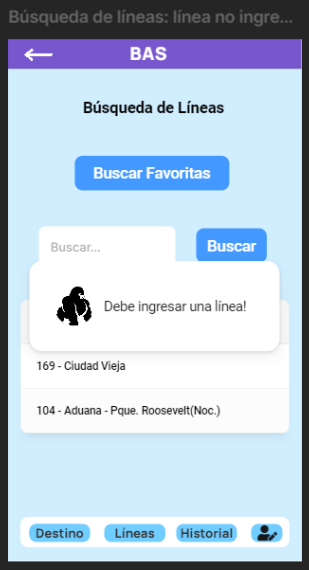 Búsqueda de líneas: línea no ingre...
BAS
Búsqueda de Líneas
Buscar Favoritas
Buscar...
Buscar
Debe ingresar una línea!
169 - Ciudad Vieja
104 - Aduana - Pque. Roosevelt(Noc.)
Destino
Líneas
Historial